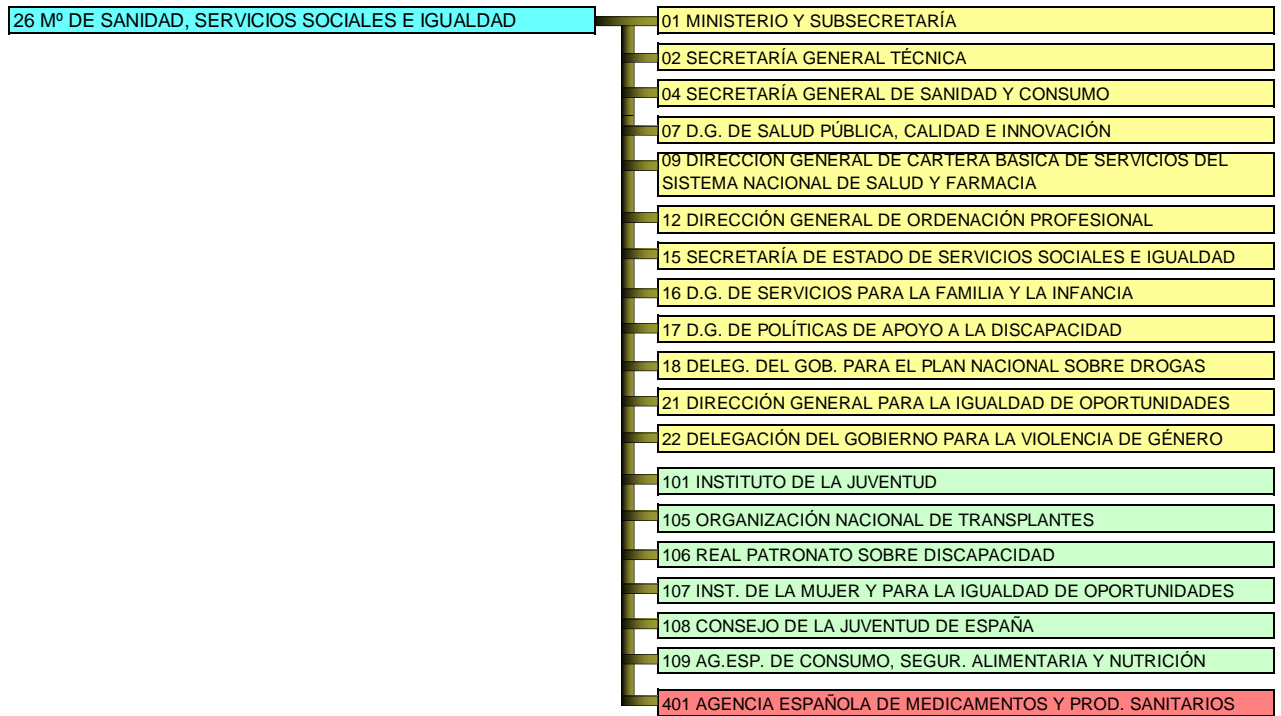 26 Mº DE SANIDAD, SERVICIOS SOCIALES E IGUALDAD
01 MINISTERIO Y SUBSECRETARÍA
02 SECRETARÍA GENERAL TÉCNICA
04 SECRETARÍA GENERAL DE SANIDAD Y CONSUMO
07 D.G. DE SALUD PÚBLICA, CALIDAD E INNOVACIÓN
09 DIRECCIÓN GENERAL DE CARTERA BÁSICA DE SERVICIOS DEL
SISTEMA NACIONAL DE SALUD Y FARMACIA
12 DIRECCIÓN GENERAL DE ORDENACIÓN PROFESIONAL
15 SECRETARÍA DE ESTADO DE SERVICIOS SOCIALES E IGUALDAD
16 D.G. DE SERVICIOS PARA LA FAMILIA Y LA INFANCIA
17 D.G. DE POLÍTICAS DE APOYO A LA DISCAPACIDAD
18 DELEG. DEL GOB. PARA EL PLAN NACIONAL SOBRE DROGAS
21 DIRECCIÓN GENERAL PARA LA IGUALDAD DE OPORTUNIDADES
22 DELEGACIÓN DEL GOBIERNO PARA LA VIOLENCIA DE GÉNERO
101 INSTITUTO DE LA JUVENTUD
105 ORGANIZACIÓN NACIONAL DE TRANSPLANTES
106 REAL PATRONATO SOBRE DISCAPACIDAD
107 INST. DE LA MUJER Y PARA LA IGUALDAD DE OPORTUNIDADES
108 CONSEJO DE LA JUVENTUD DE ESPAÑA
109 AG.ESP. DE CONSUMO, SEGUR. ALIMENTARIA Y NUTRICIÓN
401 AGENCIA ESPAÑOLA DE MEDICAMENTOS Y PROD. SANITARIOS